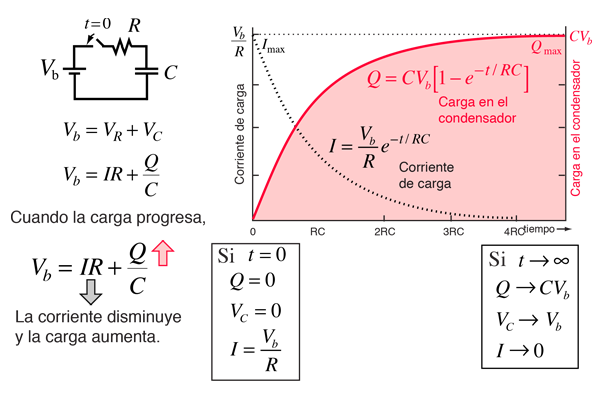 t=0
R
V_b
C
V_b = V_R + V_C
V_b = IR + Q/C
Cuando la carga progresa,
V_b = IR + Q/C
La corriente disminuye
y la carga aumenta.
V_b/R
I_max
CV_b
Q_max
Q = CV_b[1 − e^{−t/RC}]
Carga en el
condensador
I = V_b/R e^{−t/RC}
Corriente
de carga
Corriente de carga
Carga en el condensador
0 RC 2RC 3RC 4RC tiempo
Si t = 0
Q = 0
V_C = 0
I = V_b/R
Si t → ∞
Q → CV_b
V_C → V_b
I → 0